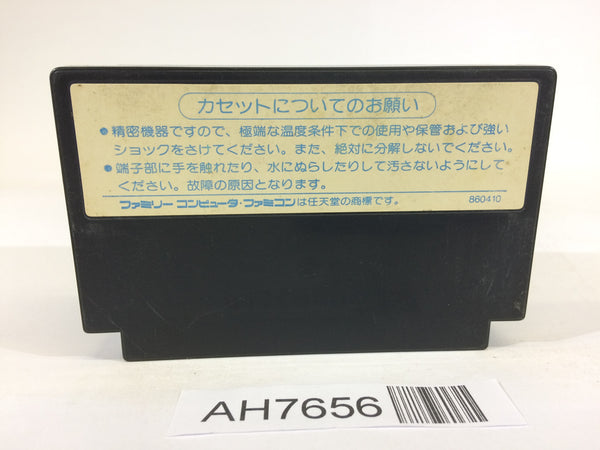 カセットについてのお願い
●精密機器ですので、極端な温度条件下での使用や保管および強い
ショックをさけてください。また、絶対に分解しないでください。
●端子部に手を触れたり、水にぬらしたりして汚さないようにして
ください。故障の原因となります。
ファミリーコンピュータ・ファミコンは任天堂の商標です。 860410
AH7656